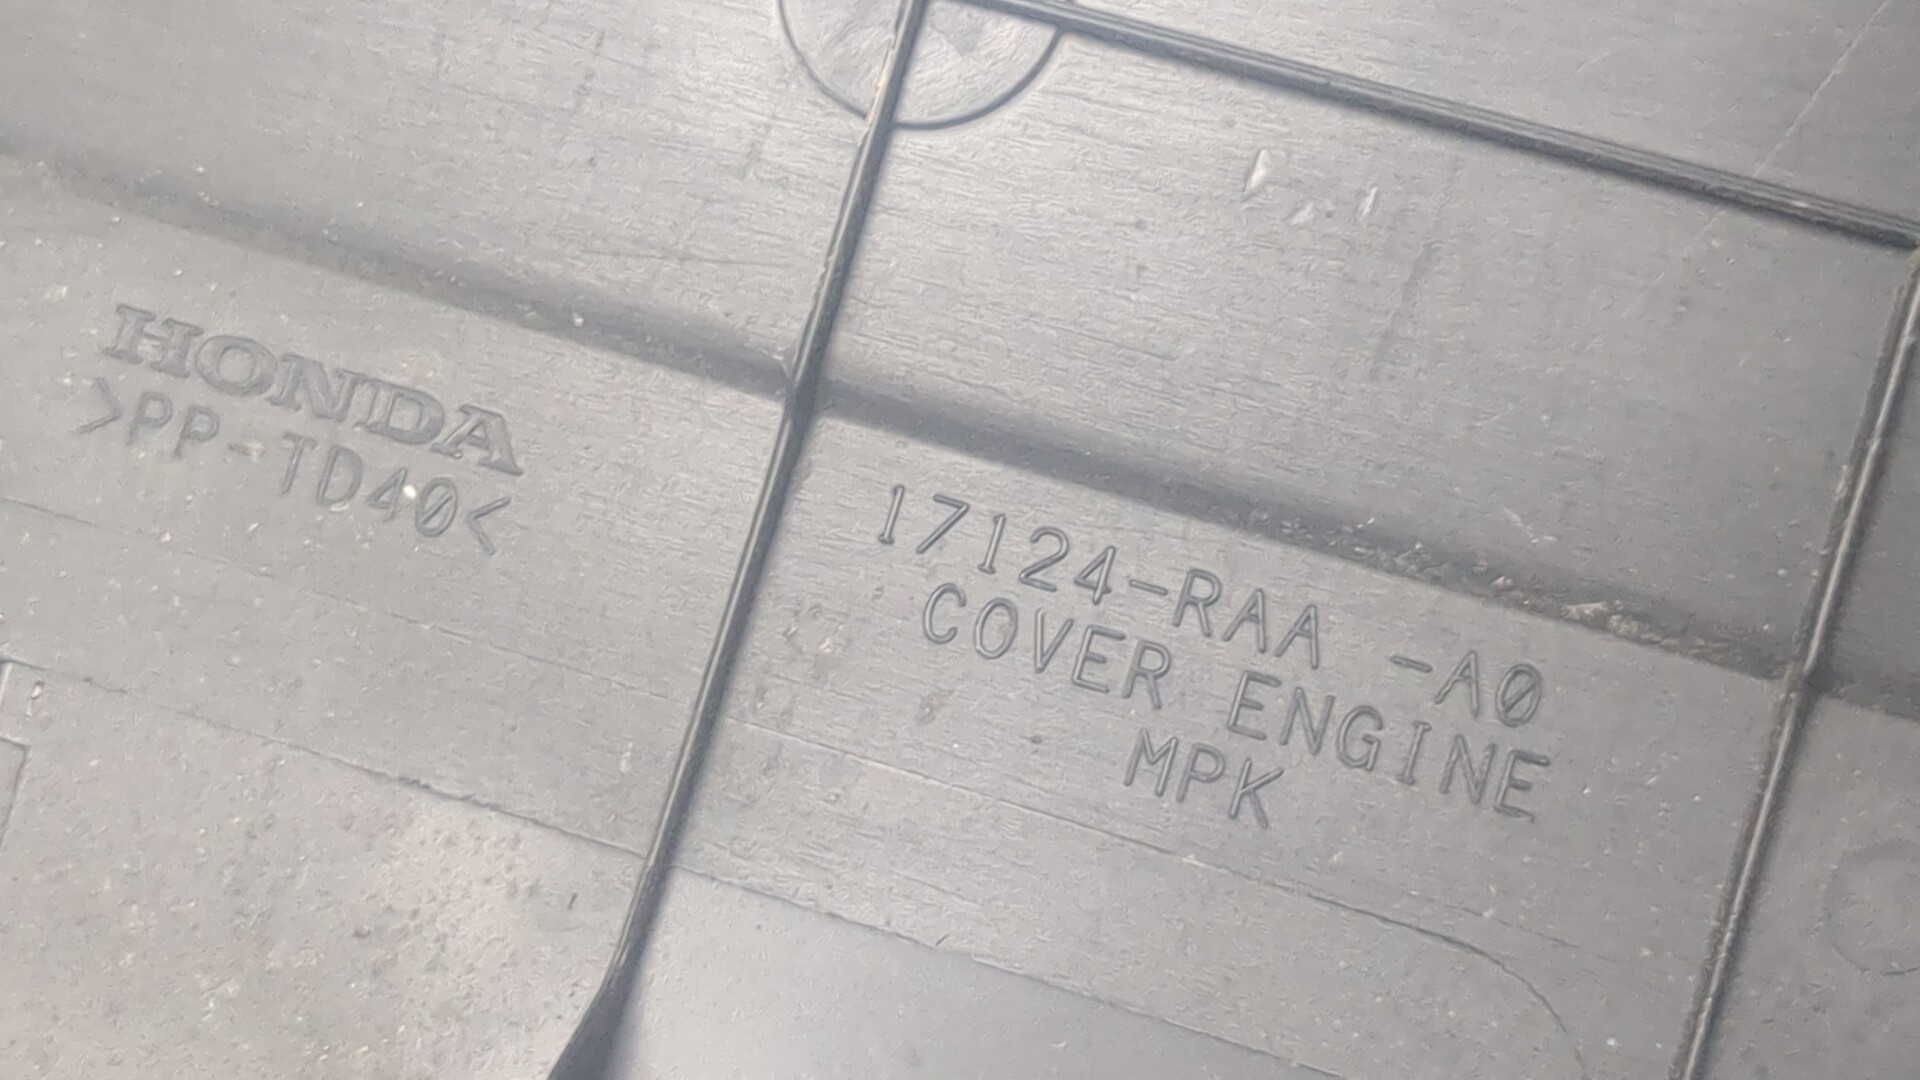 HONDA
>PP-TD40<
17124-RAA -A0
COVER ENGINE
MPK